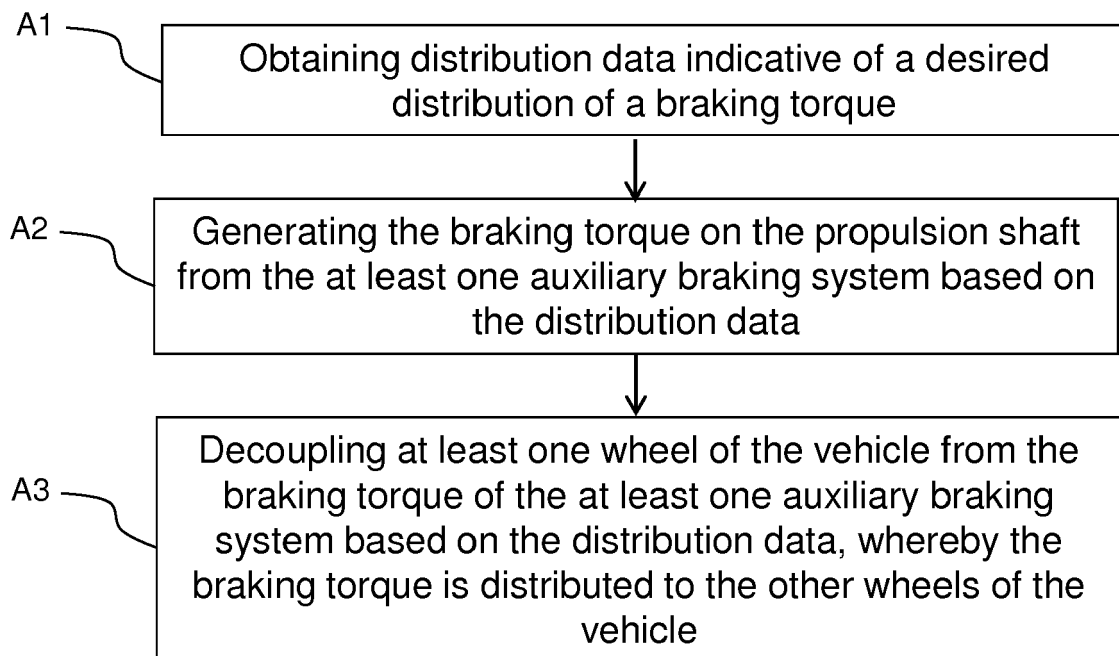 A1
Obtaining distribution data indicative of a desired
distribution of a braking torque
A2
Generating the braking torque on the propulsion shaft
from the at least one auxiliary braking system based on
the distribution data
A3
Decoupling at least one wheel of the vehicle from the
braking torque of the at least one auxiliary braking
system based on the distribution data, whereby the
braking torque is distributed to the other wheels of the
vehicle